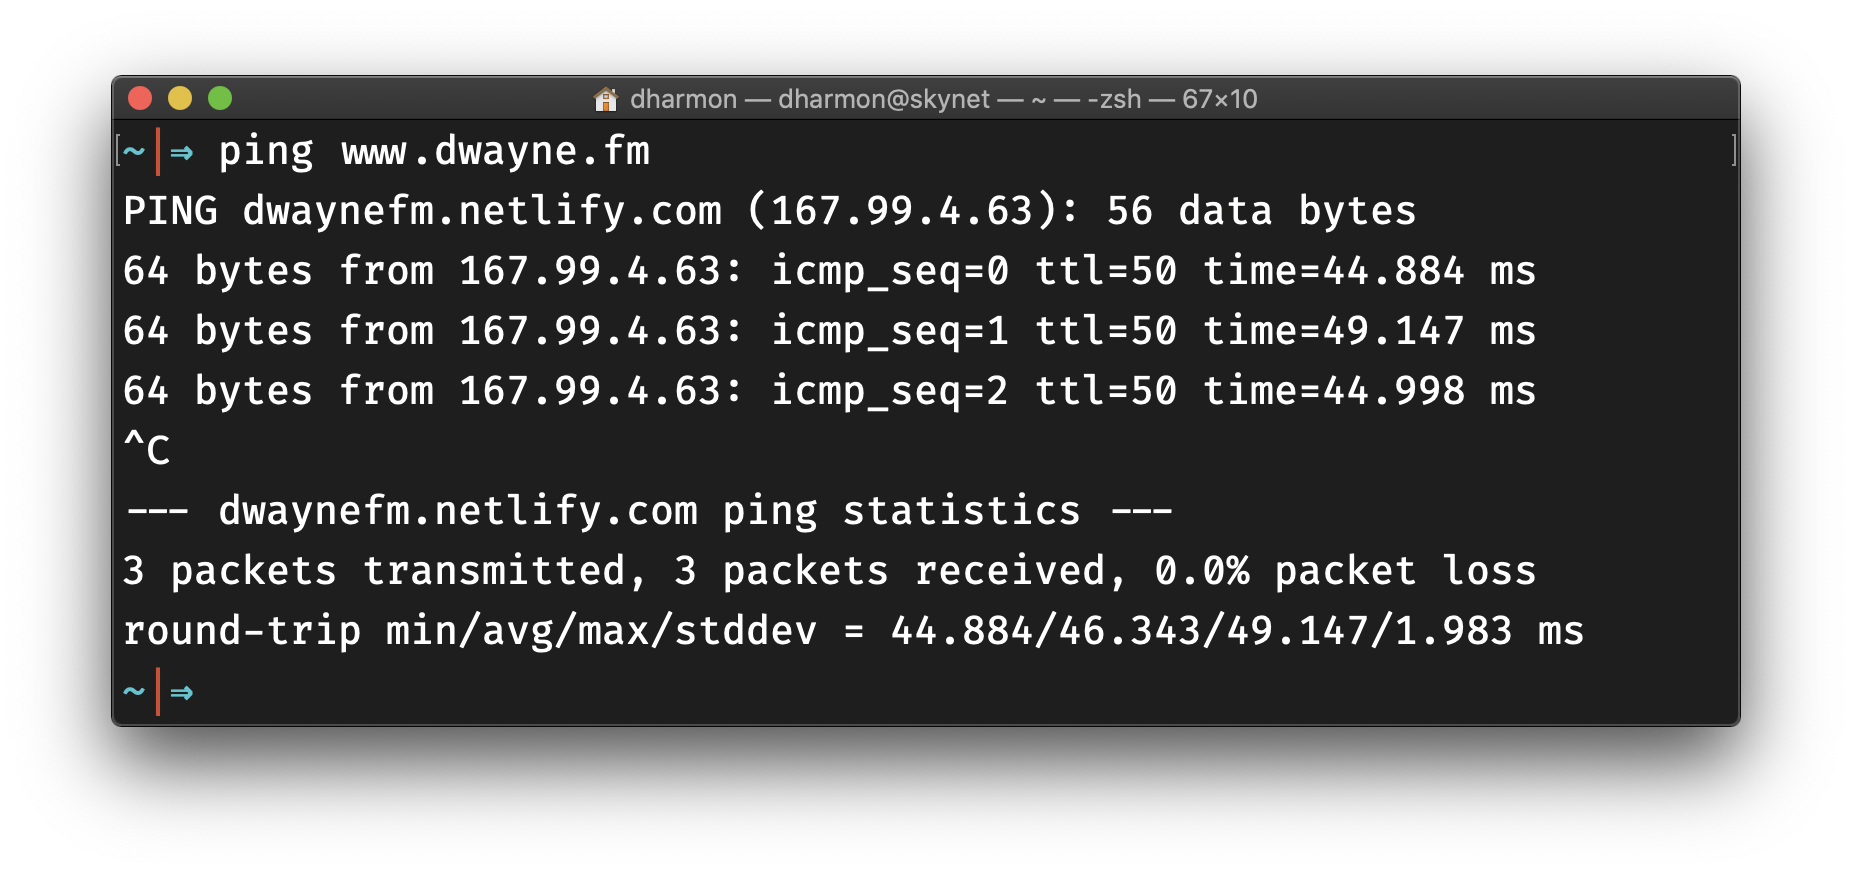 dharmon — dharmon@skynet — ~ — -zsh — 67×10
[~|⇒ ping www.dwayne.fm ]
PING dwaynefm.netlify.com (167.99.4.63): 56 data bytes
64 bytes from 167.99.4.63: icmp_seq=0 ttl=50 time=44.884 ms
64 bytes from 167.99.4.63: icmp_seq=1 ttl=50 time=49.147 ms
64 bytes from 167.99.4.63: icmp_seq=2 ttl=50 time=44.998 ms
^C
--- dwaynefm.netlify.com ping statistics ---
3 packets transmitted, 3 packets received, 0.0% packet loss
round-trip min/avg/max/stddev = 44.884/46.343/49.147/1.983 ms
~|⇒